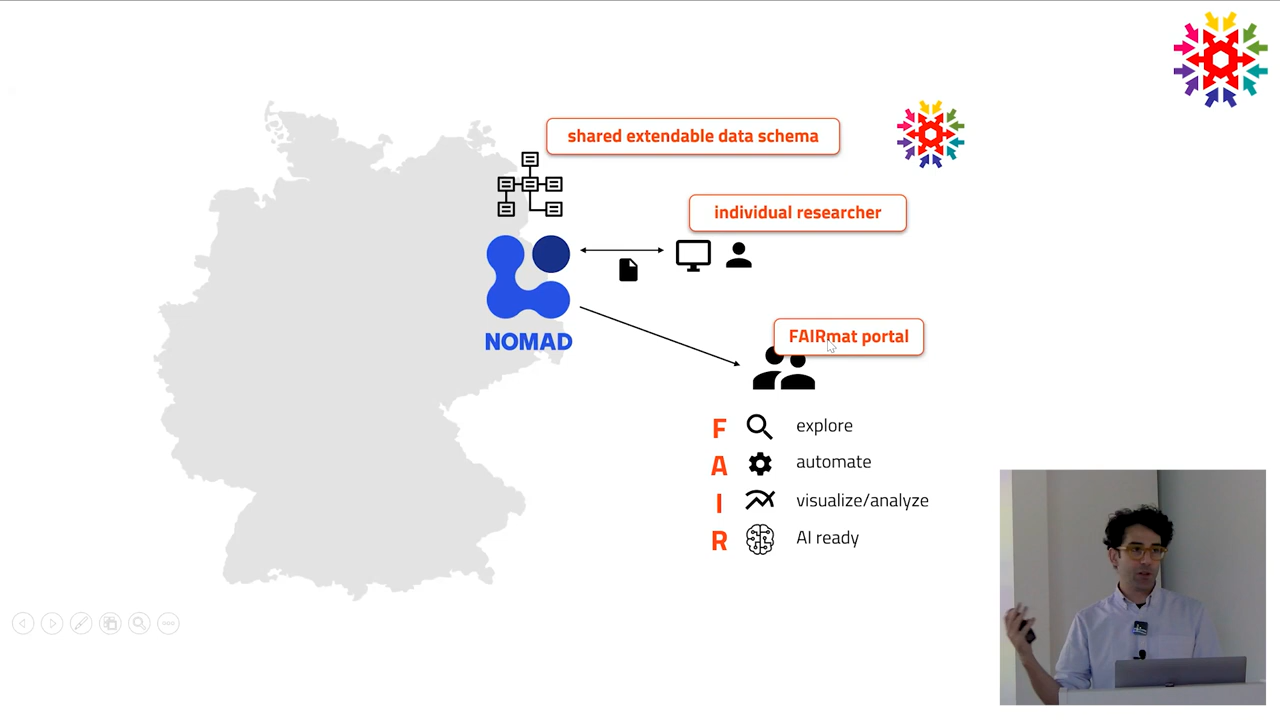 shared extendable data schema
individual researcher
NOMAD
FAIRmat portal
F explore
A automate
I visualize/analyze
R AI ready